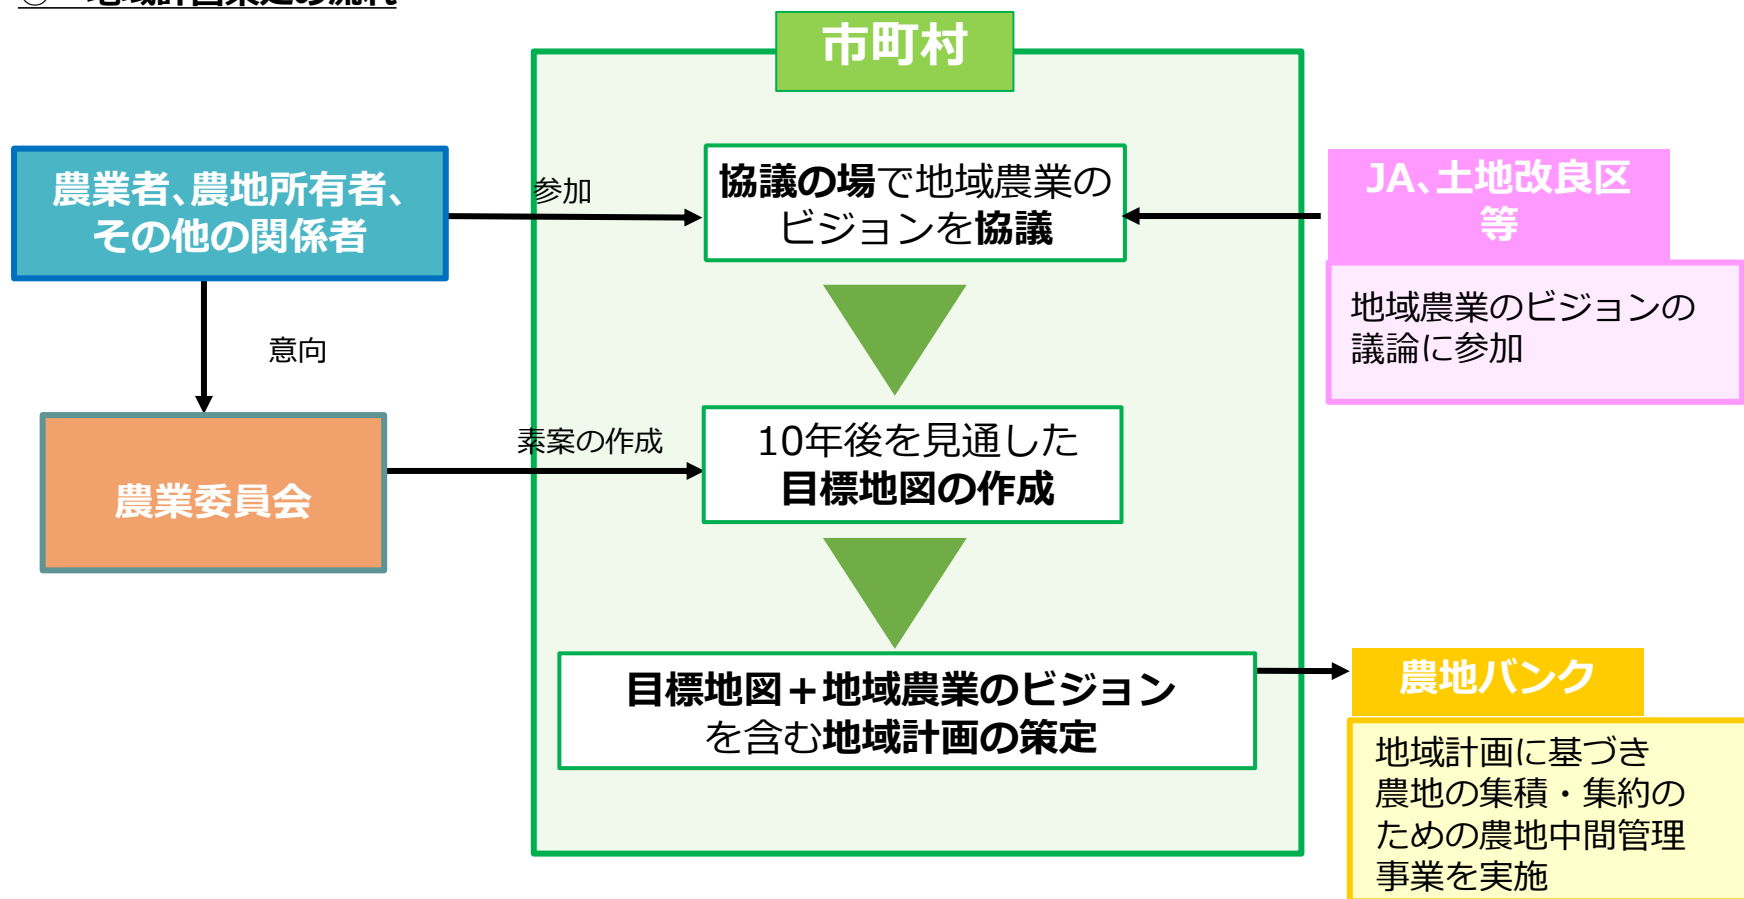 市町村
農業者、農地所有者、
その他の関係者
参加
協議の場で地域農業の
ビジョンを協議
JA、土地改良区
等
地域農業のビジョンの
議論に参加
意向
農業委員会
素案の作成
10年後を見通した
目標地図の作成
目標地図＋地域農業のビジョン
を含む地域計画の策定
農地バンク
地域計画に基づき
農地の集積・集約の
ための農地中間管理
事業を実施